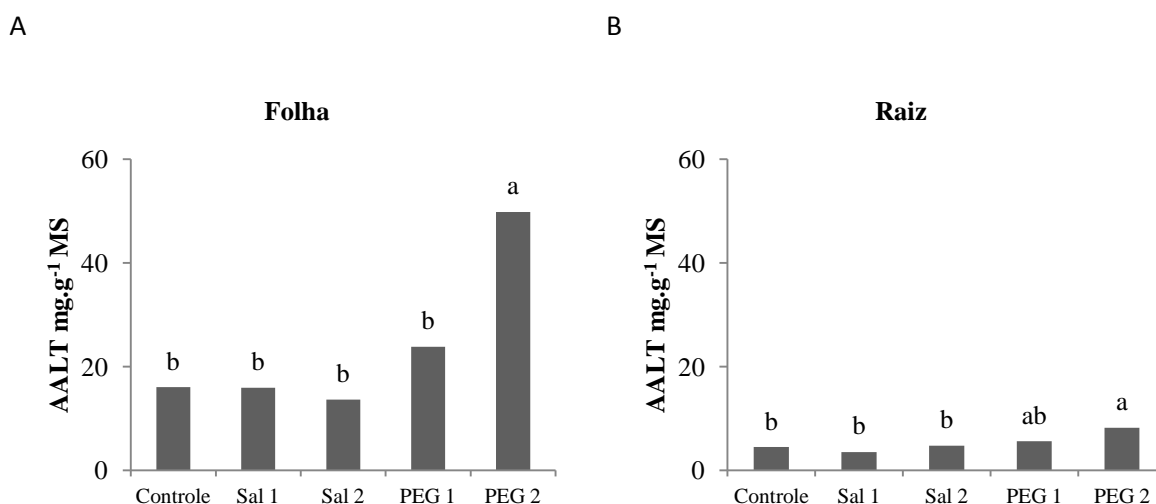 A
B
Folha
Raiz
AALT mg.g⁻¹ MS
60
40
20
0
b
b
b
b
a
Controle Sal 1 Sal 2 PEG 1 PEG 2
AALT mg.g⁻¹ MS
60
40
20
0
b
b
b
ab
a
Controle Sal 1 Sal 2 PEG 1 PEG 2